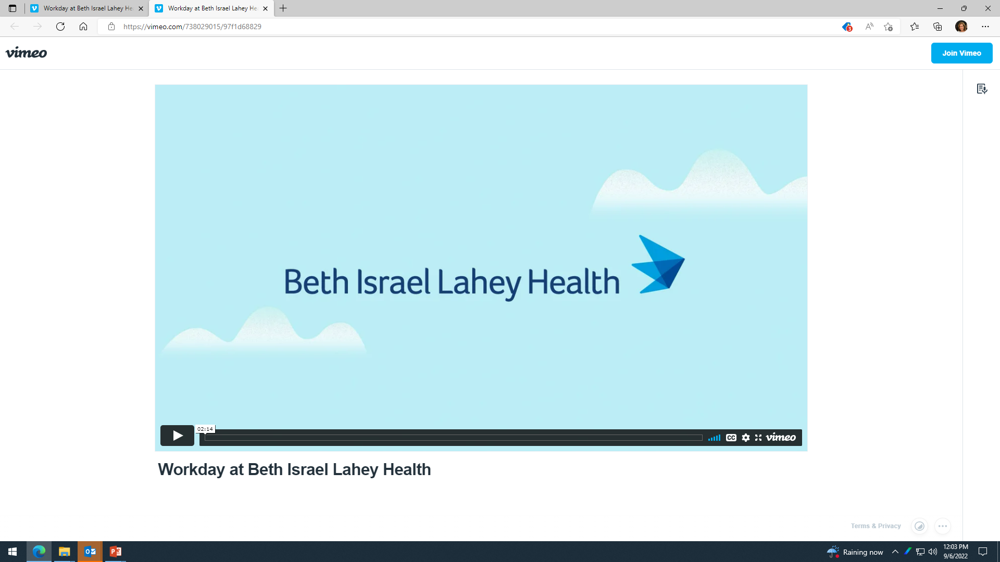 Workday at Beth Israel Lahey He
Workday at Beth Israel Lahey He
https://vimeo.com/738029015/97f1d68829
3
vimeo
Join Vimeo
Beth Israel Lahey Health
02:14
CC
vimeo
Workday at Beth Israel Lahey Health
Terms & Privacy
Raining now
12:03 PM
9/6/2022